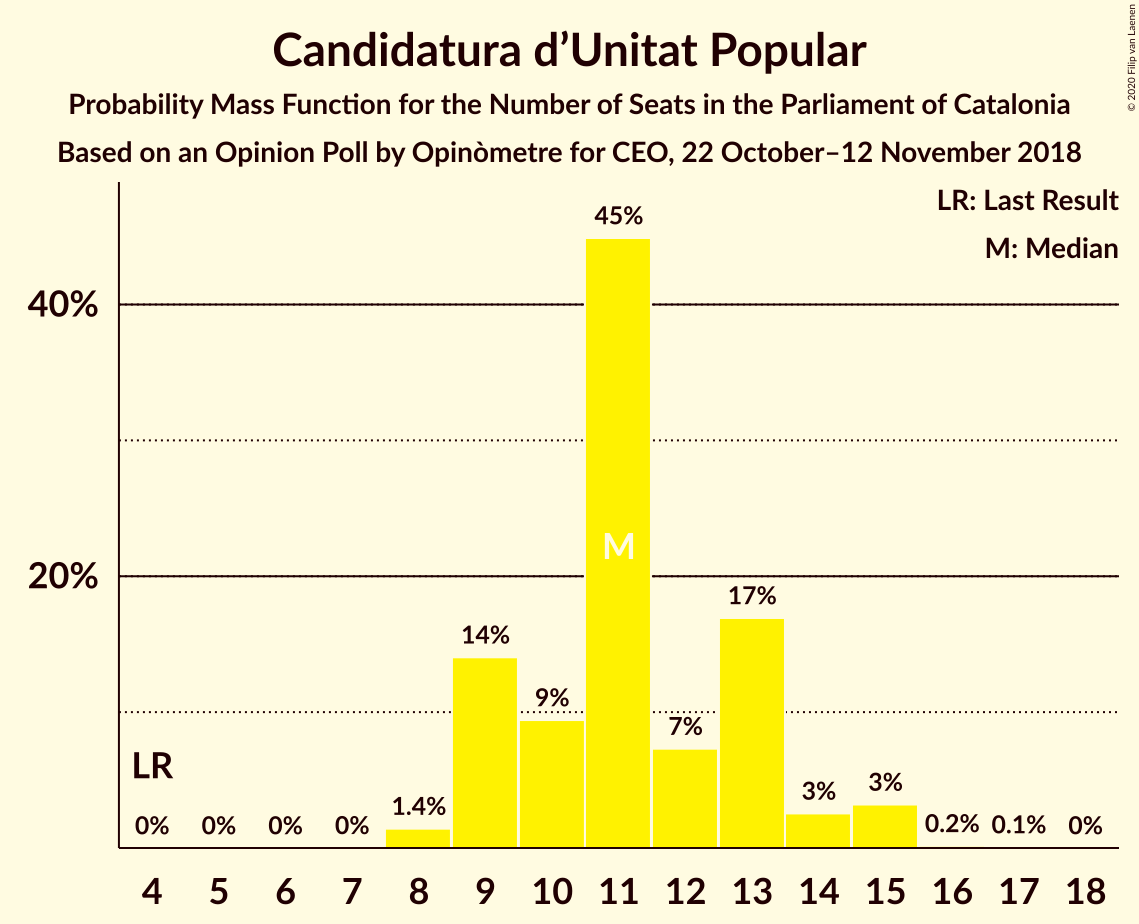 Candidatura d’Unitat Popular
Probability Mass Function for the Number of Seats in the Parliament of Catalonia
Based on an Opinion Poll by Opinòmetre for CEO, 22 October–12 November 2018
© 2020 Filip van Laenen
LR: Last Result
M: Median
40%
20%
LR
M
0%
0%
0%
0%
1.4%
14%
9%
45%
7%
17%
3%
3%
0.2%
0.1%
0%
4 5 6 7 8 9 10 11 12 13 14 15 16 17 18